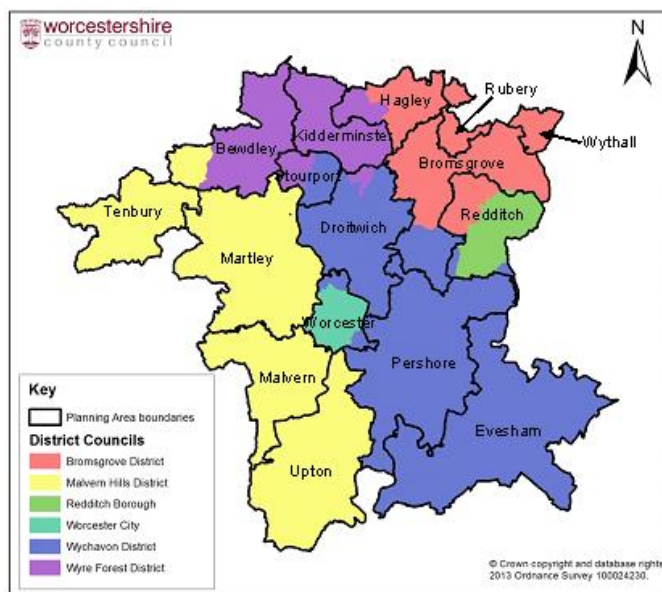 worcestershire
county council
N
Hagley
Rubery
Wythall
Kidderminster
Bewdley
Bromsgrove
Stourport
Tenbury
Redditch
Droitwich
Martley
Worcester
Pershore
Malvern
Evesham
Upton
Key
Planning Area boundaries
District Councils
Bromsgrove District
Malvern Hills District
Redditch Borough
Worcester City
Wychavon District
Wyre Forest District
© Crown copyright and database rights
2013 Ordnance Survey 100024230.